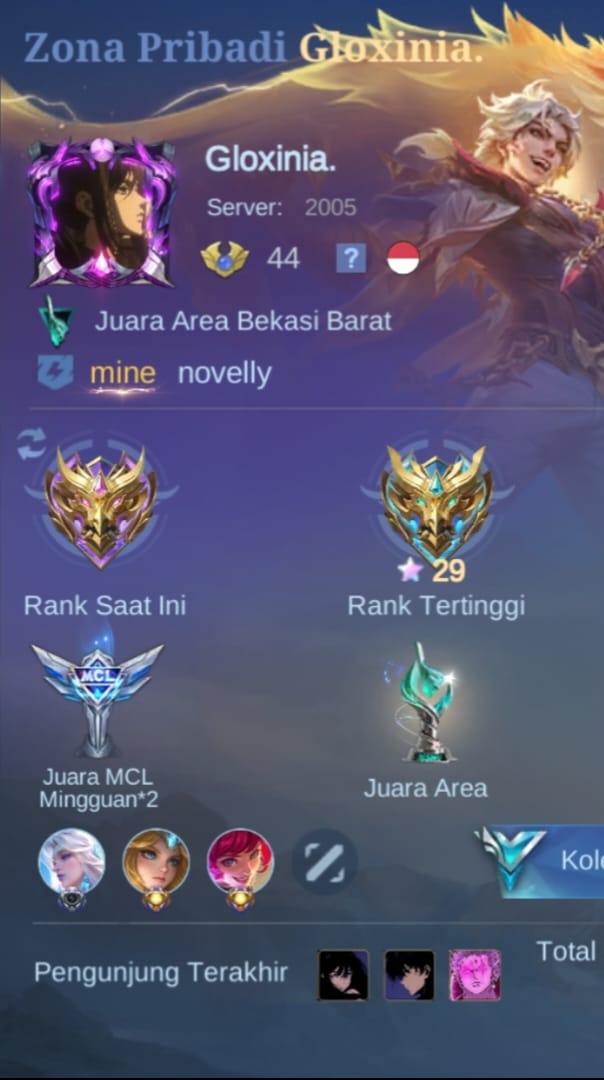 Zona Pribadi Gloxinia.
Gloxinia.
Server: 2005
44 ?
Juara Area Bekasi Barat
mine novelly
29
Rank Saat Ini Rank Tertinggi
MCL
Juara MCL
Mingguan*2
Juara Area
Kole
Total
Pengunjung Terakhir